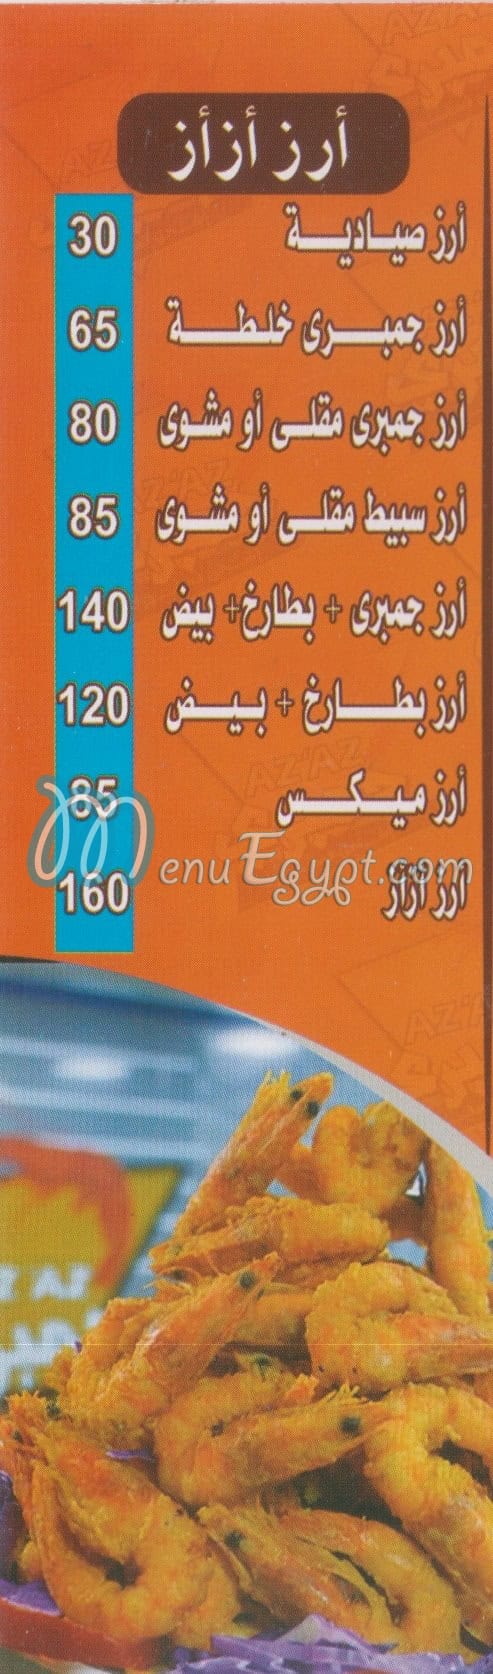 أرز أزأز
أرز صيادية 30
أرز جمبرى خلطة 65
أرز جمبرى مقلى أو مشوى 80
أرز سبيط مقلى أو مشوى 85
أرز جمبرى + بطارخ + بيض 140
أرز بطارخ + بيض 120
أرز ميكس 85
أرز أزأز 160
MenuEgypt.com
AZ'AZ